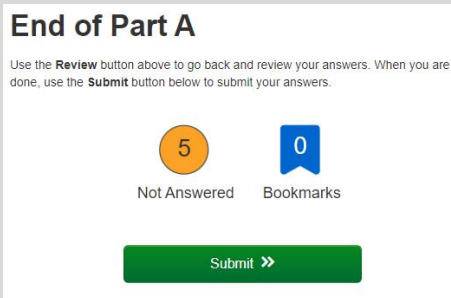 End of Part A
Use the Review button above to go back and review your answers. When you are
done, use the Submit button below to submit your answers.
5
0
Not Answered
Bookmarks
Submit »